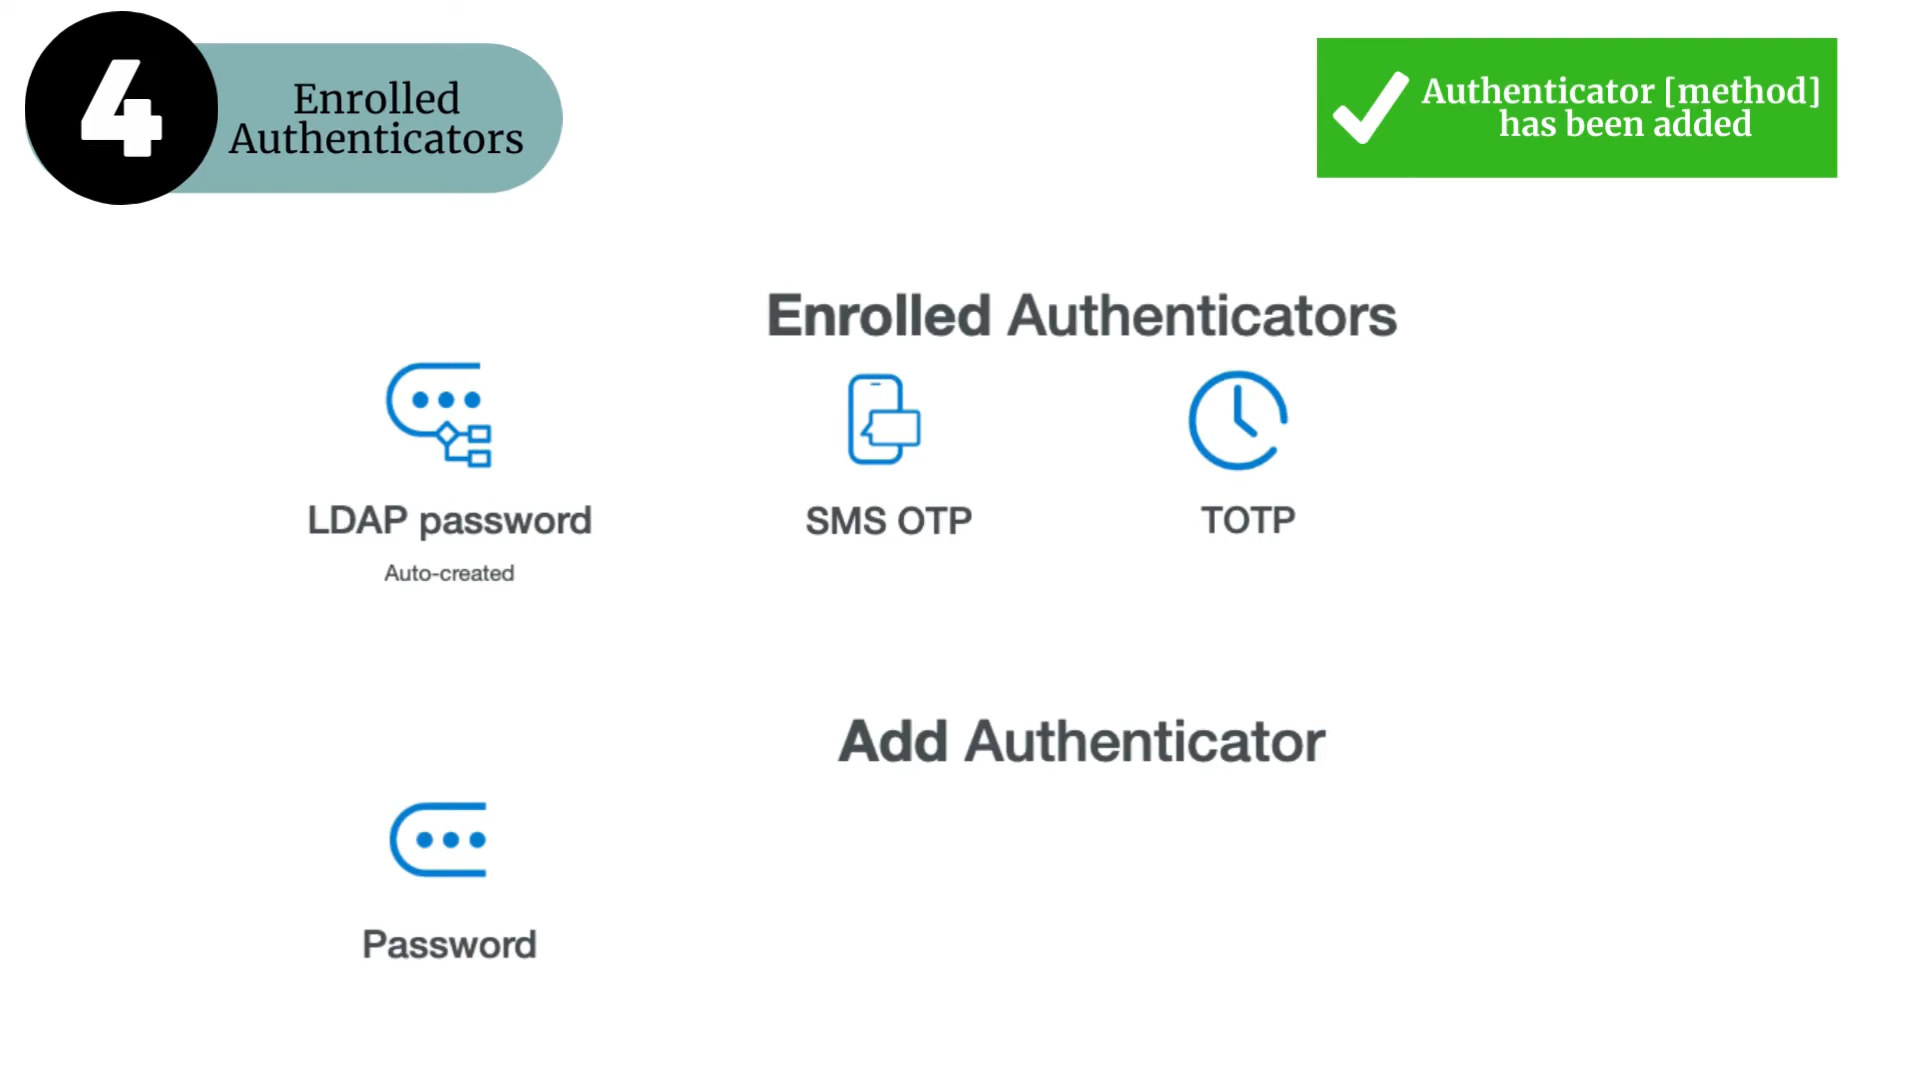 4
Enrolled
Authenticators
Authenticator [method]
has been added
Enrolled Authenticators
LDAP password
SMS OTP
TOTP
Auto-created
Add Authenticator
Password